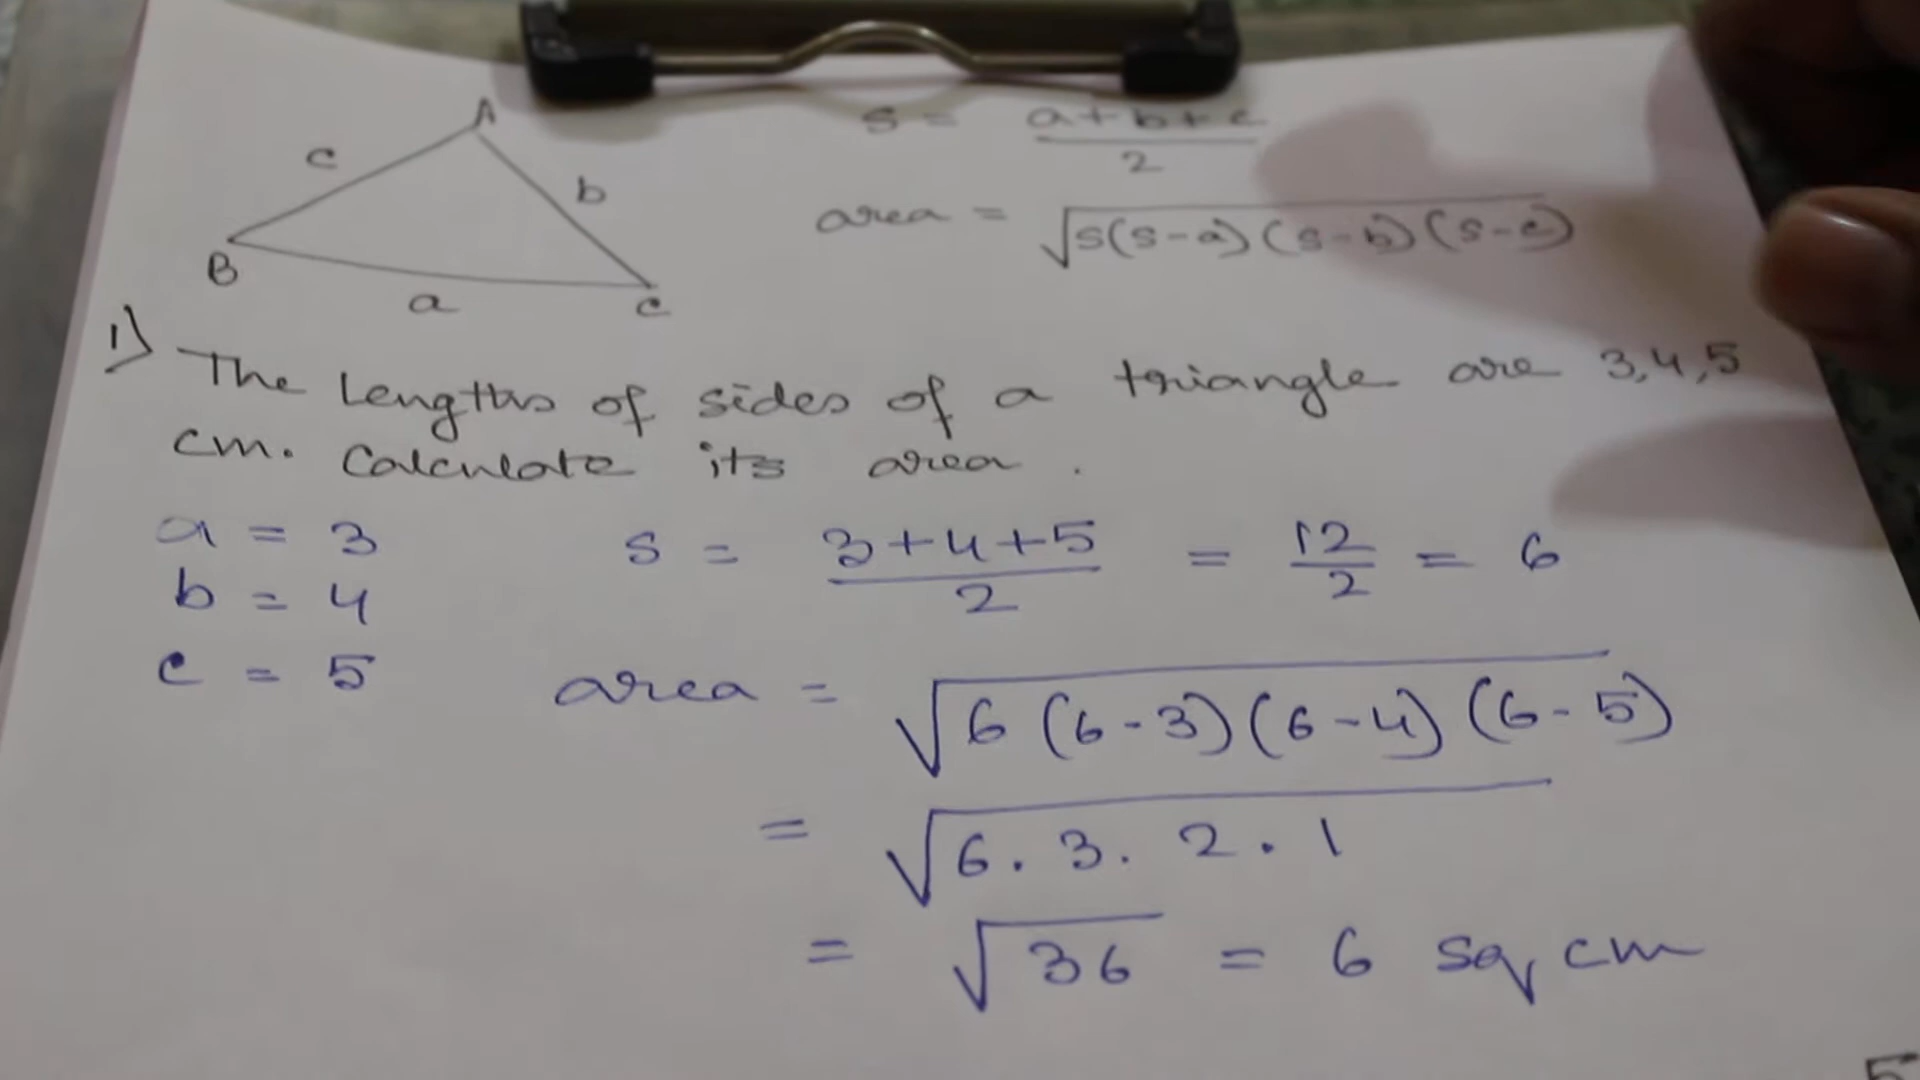 A
c
b
B
a
c
s = a+b+c / 2
area = √s(s-a)(s-b)(s-c)
1) The lengths of sides of a triangle are 3,4,5
cm. Calculate its area.
a = 3
b = 4
c = 5
s = 3+4+5 / 2 = 12 / 2 = 6
area = √6(6-3)(6-4)(6-5)
= √6.3.2.1
= √36 = 6 sq cm